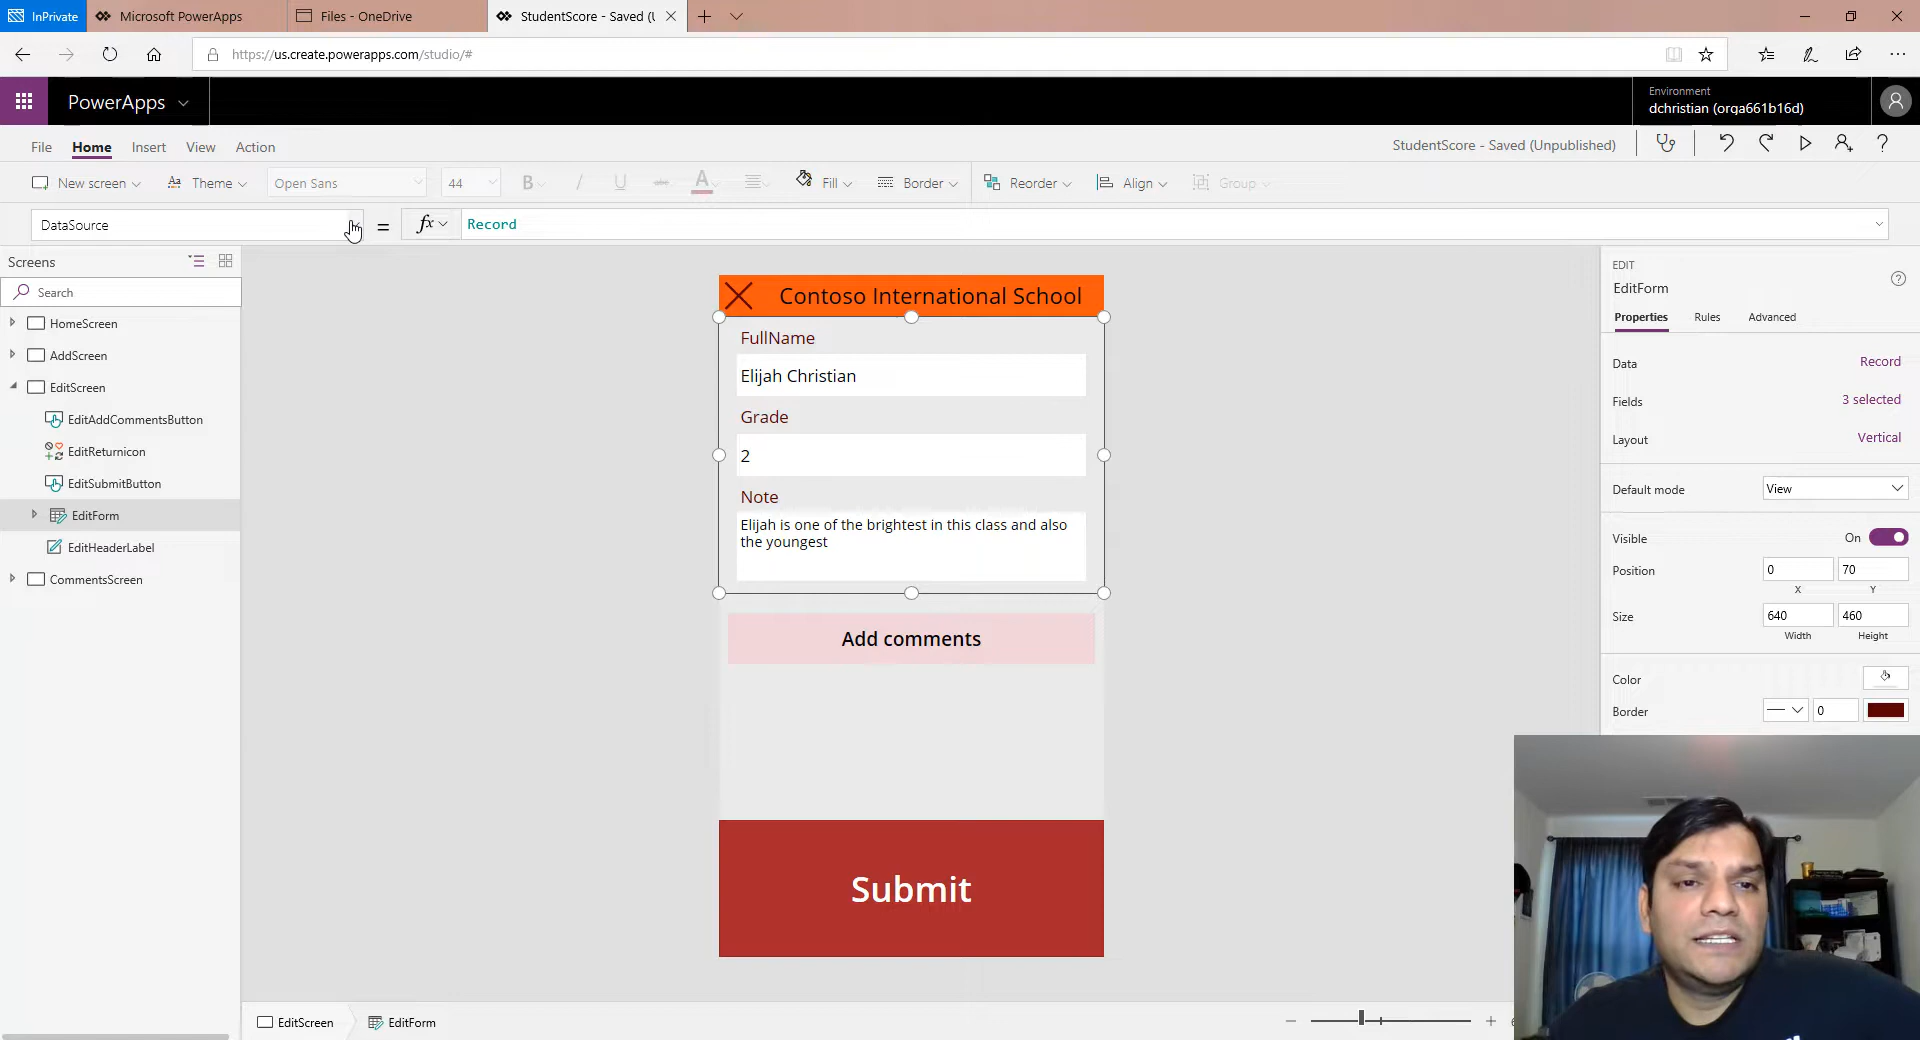 InPrivate
Microsoft PowerApps
Files - OneDrive
StudentScore - Saved (U
https://us.create.powerapps.com/studio/#
PowerApps
Environment
dchristian (orga661b16d)
File
Home
Insert
View
Action
StudentScore - Saved (Unpublished)
New screen
Theme
Open Sans
44
B
I
U
abc
A
Fill
Border
Reorder
Align
Group
DataSource
=
fx
Record
Screens
Search
HomeScreen
AddScreen
EditScreen
EditAddCommentsButton
EditReturnicon
EditSubmitButton
EditForm
EditHeaderLabel
CommentsScreen
Contoso International School
FullName
Elijah Christian
Grade
2
Note
Elijah is one of the brightest in this class and also
the youngest
Add comments
Submit
EDIT
EditForm
Properties
Rules
Advanced
Data
Record
Fields
3 selected
Layout
Vertical
Default mode
View
Visible
On
Position
0
70
X
Y
Size
640
460
Width
Height
Color
Border
0
EditScreen
EditForm